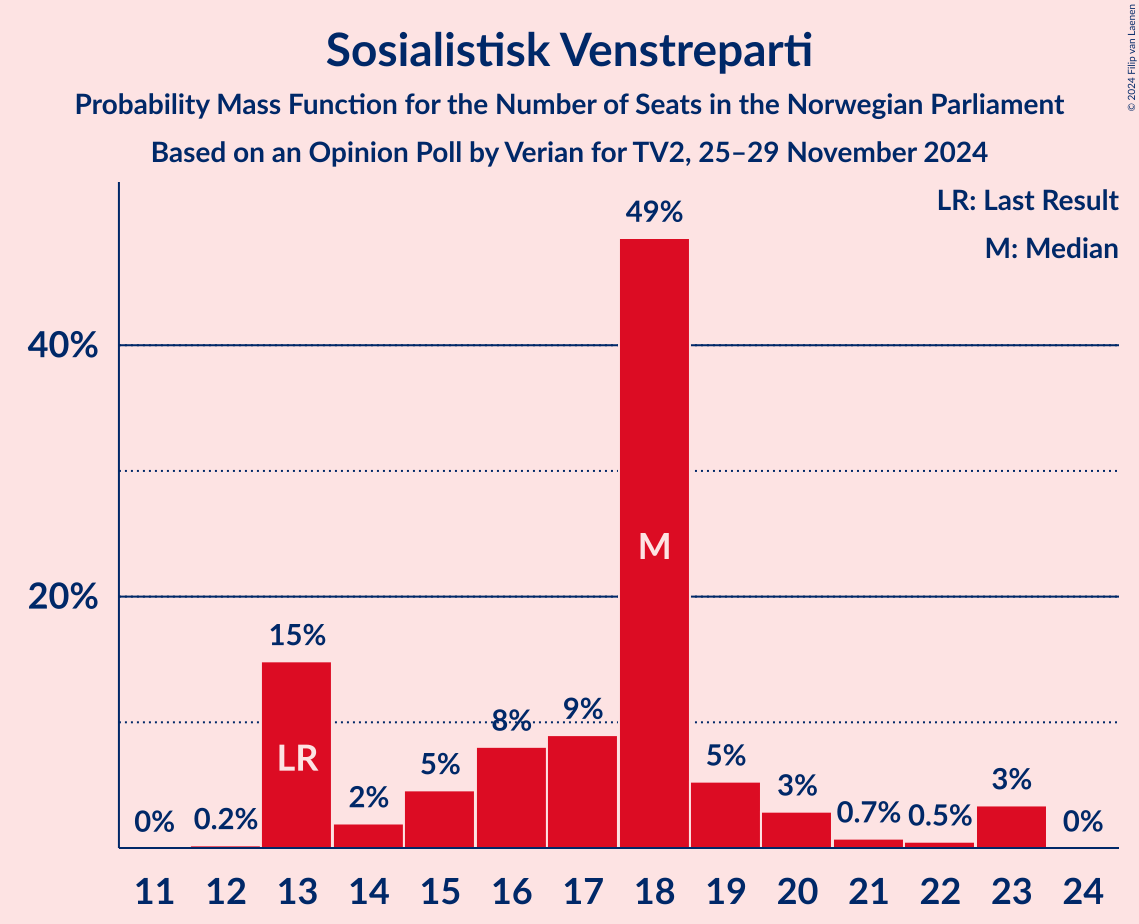 Sosialistisk Venstreparti
Probability Mass Function for the Number of Seats in the Norwegian Parliament
Based on an Opinion Poll by Verian for TV2, 25–29 November 2024
© 2024 Filip van Laenen
LR: Last Result
M: Median
49%
40%
M
20%
15%
LR
0%
0.2%
2%
5%
8%
9%
5%
3%
0.7%
0.5%
3%
0%
11 12 13 14 15 16 17 18 19 20 21 22 23 24